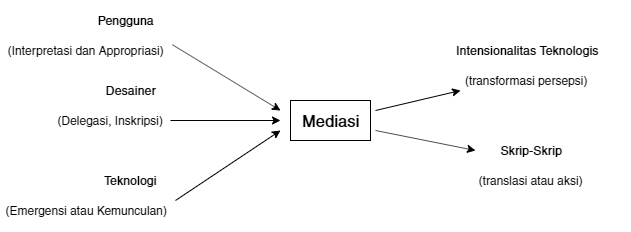 Pengguna
(Interpretasi dan Appropriasi)
Desainer
(Delegasi, Inskripsi)
Teknologi
(Emergensi atau Kemunculan)
Mediasi
Intensionalitas Teknologis
(transformasi persepsi)
Skrip-Skrip
(translasi atau aksi)